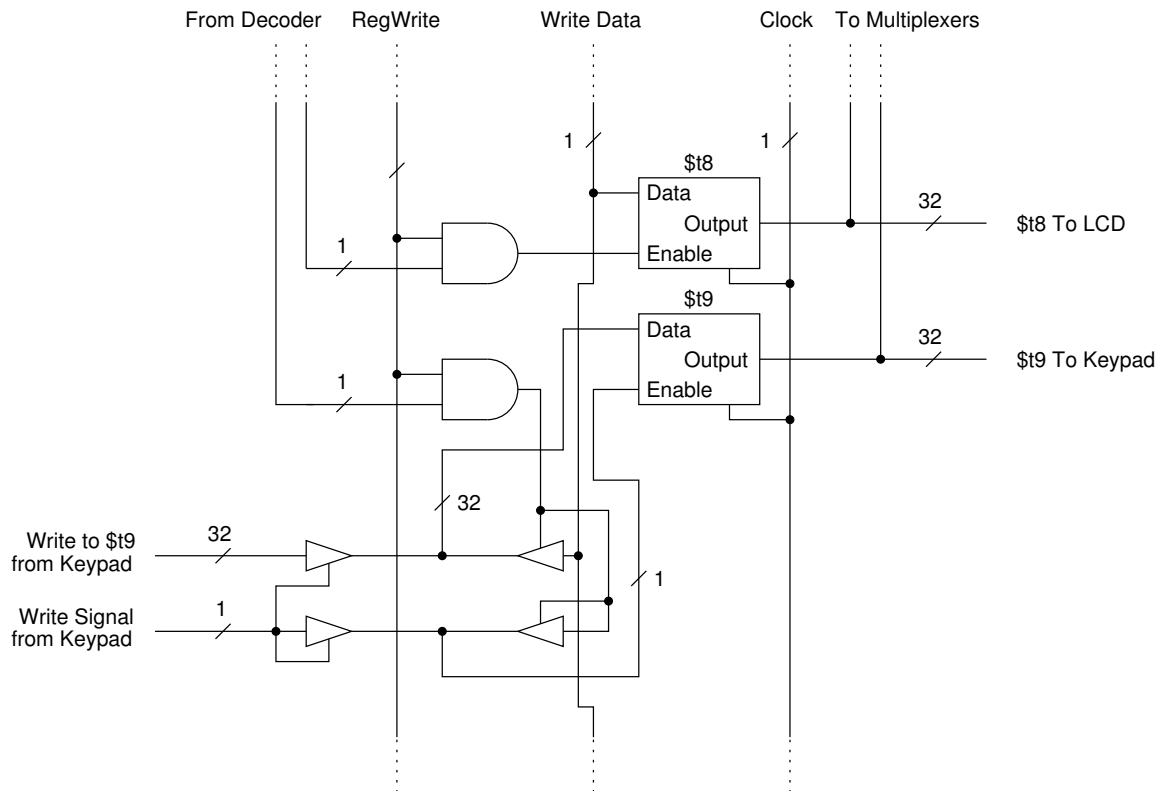 From Decoder
RegWrite
Write Data
Clock
To Multiplexers
1
1
$t8
Data
Output
Enable
32
$t8 To LCD
1
$t9
Data
Output
Enable
32
$t9 To Keypad
1
32
Write to $t9
from Keypad
32
1
Write Signal
from Keypad
1